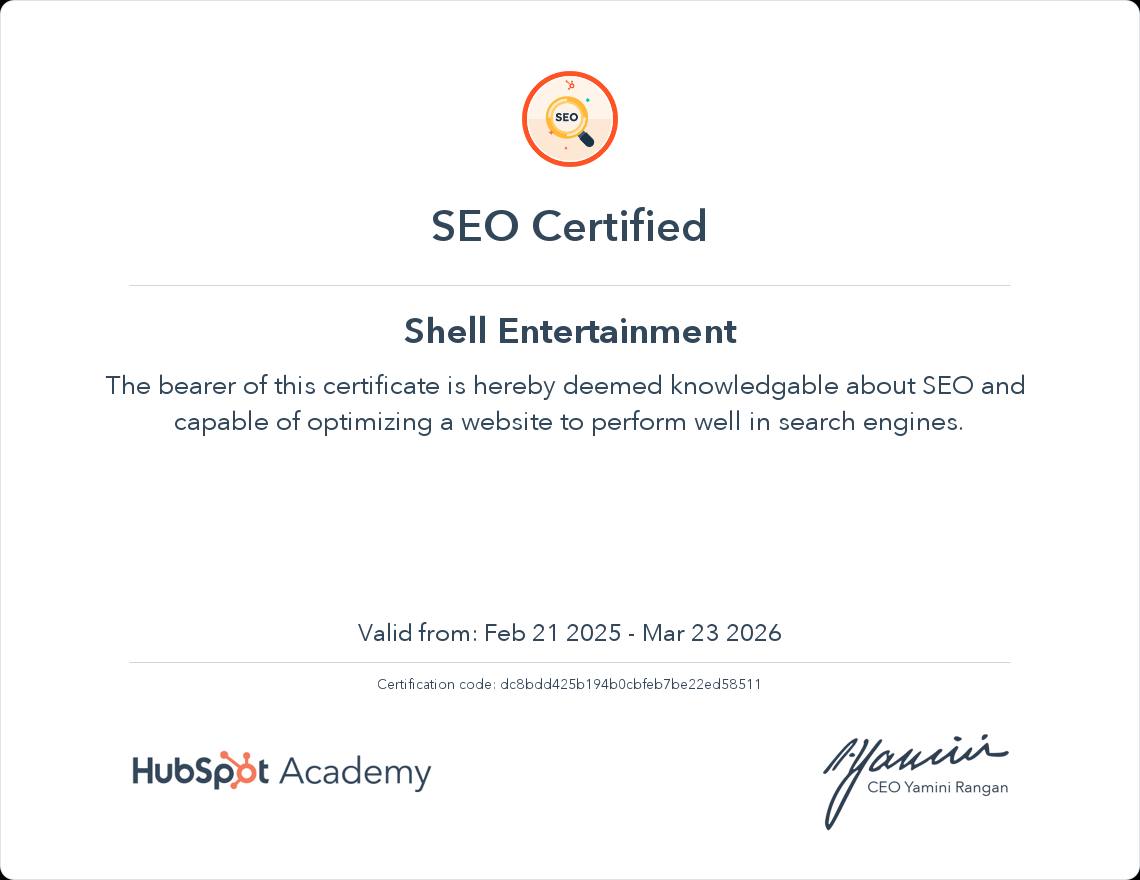 SEO
SEO Certified
Shell Entertainment
The bearer of this certificate is hereby deemed knowledgable about SEO and
capable of optimizing a website to perform well in search engines.
Valid from: Feb 21 2025 - Mar 23 2026
Certification code: dc8bdd425b194b0cbfeb7be22ed58511
HubSpot Academy
Yamini
CEO Yamini Rangan